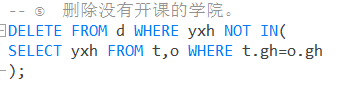 -- ⑤ 删除没有开课的学院。
DELETE FROM d WHERE yxh NOT IN(
SELECT yxh FROM t,o WHERE t.gh=o.gh
);